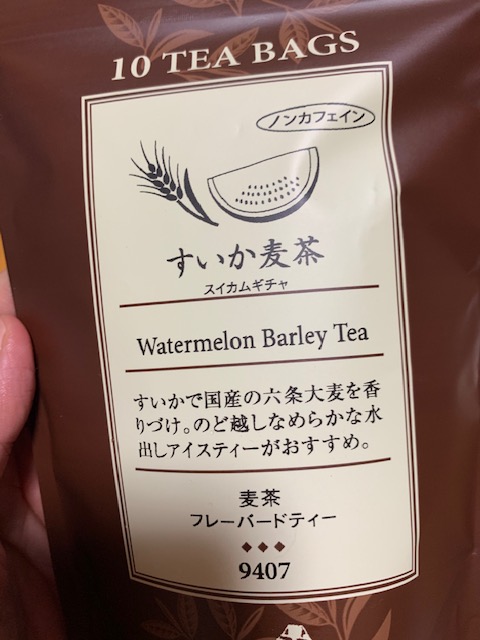 10 TEA BAGS
ノンカフェイン
すいか麦茶
スイカムギチャ
Watermelon Barley Tea
すいかで国産の六条大麦を香
りづけ。のど越しなめらかな水
出しアイスティーがおすすめ。
麦茶
フレーバードティー
9407